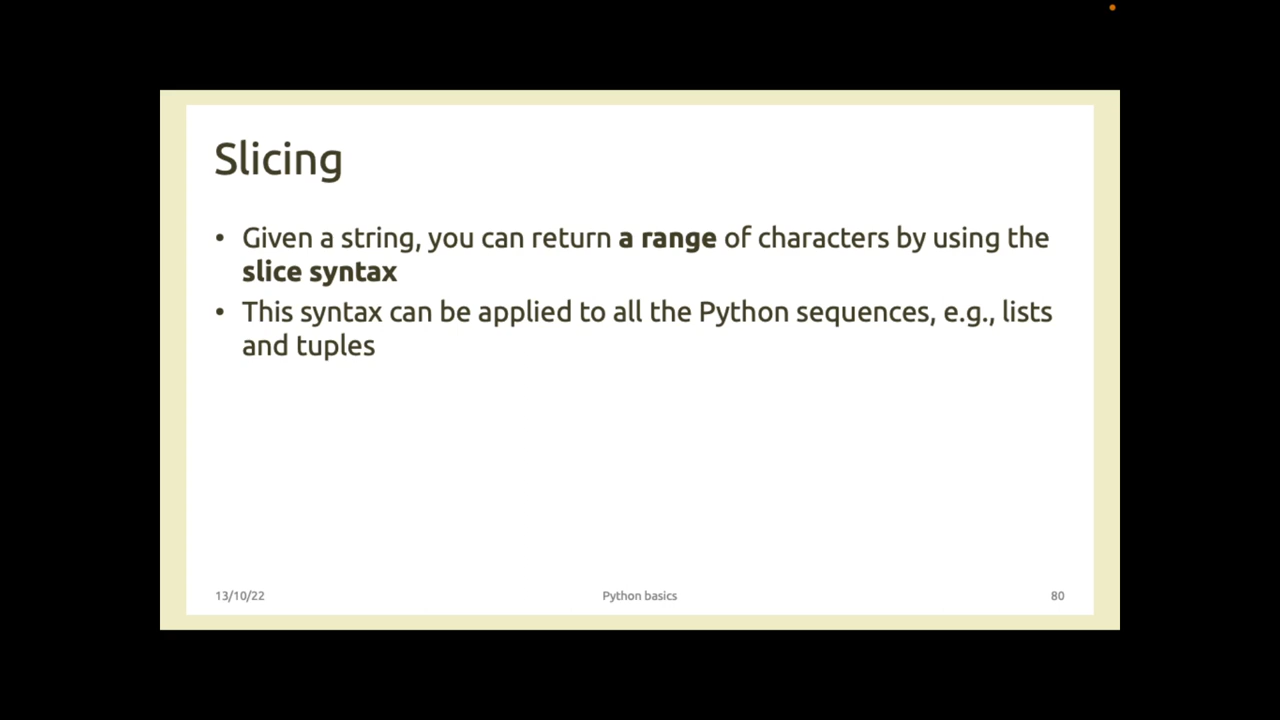 Slicing
• Given a string, you can return a range of characters by using the
slice syntax
• This syntax can be applied to all the Python sequences, e.g., lists
and tuples
13/10/22
Python basics
80